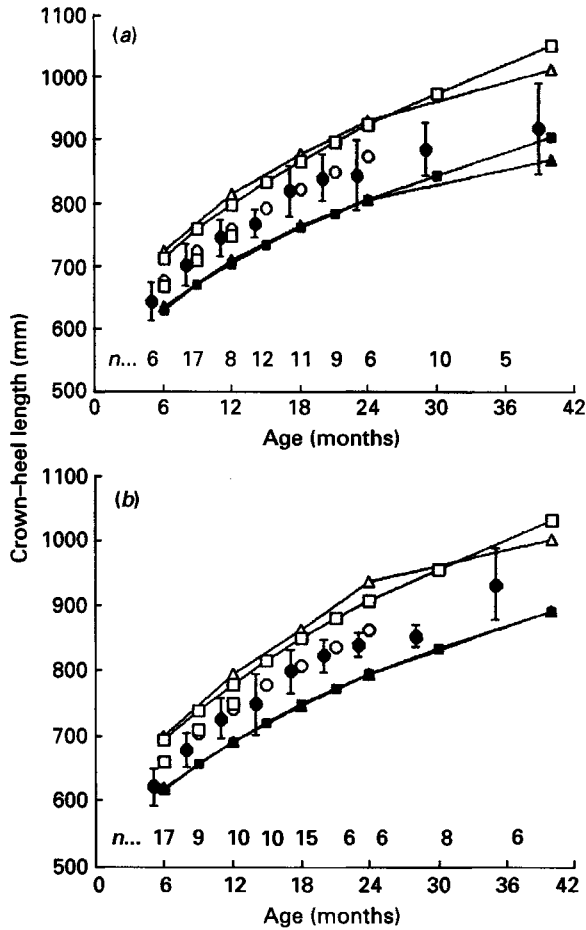 Crown–heel length (mm)
(a)
1100
1000
900
800
700
600
500
n... 6 17 8 12 11 9 6 10 5
0 6 12 18 24 30 36 42
Age (months)
(b)
1100
1000
900
800
700
600
500
n... 17 9 10 10 15 6 6 8 6
0 6 12 18 24 30 36 42
Age (months)